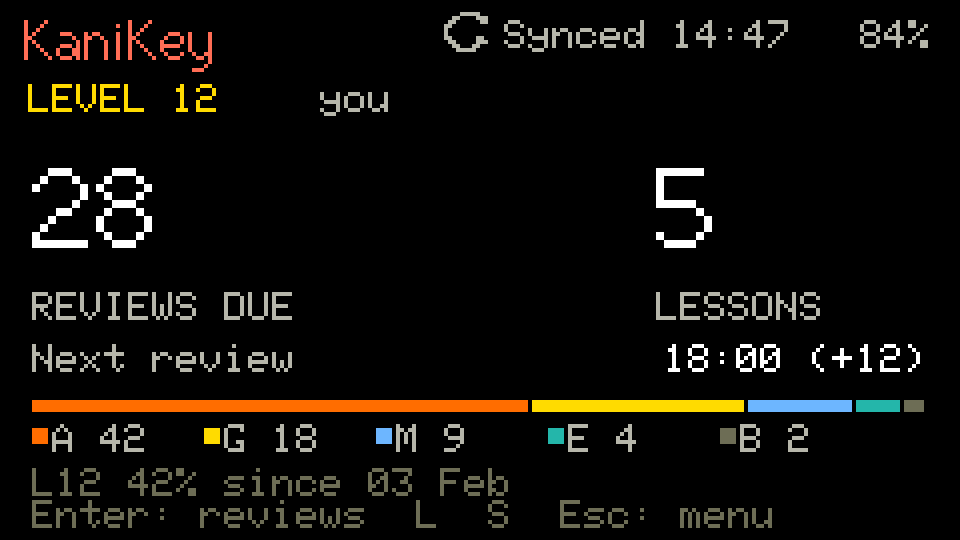 KaniKey Synced 14:47 84%
LEVEL 12 you
28 5
REVIEWS DUE LESSONS
Next review 18:00 (+12)
A 42 G 18 M 9 E 4 B 2
L12 42% since 03 Feb
Enter: reviews L S Esc: menu